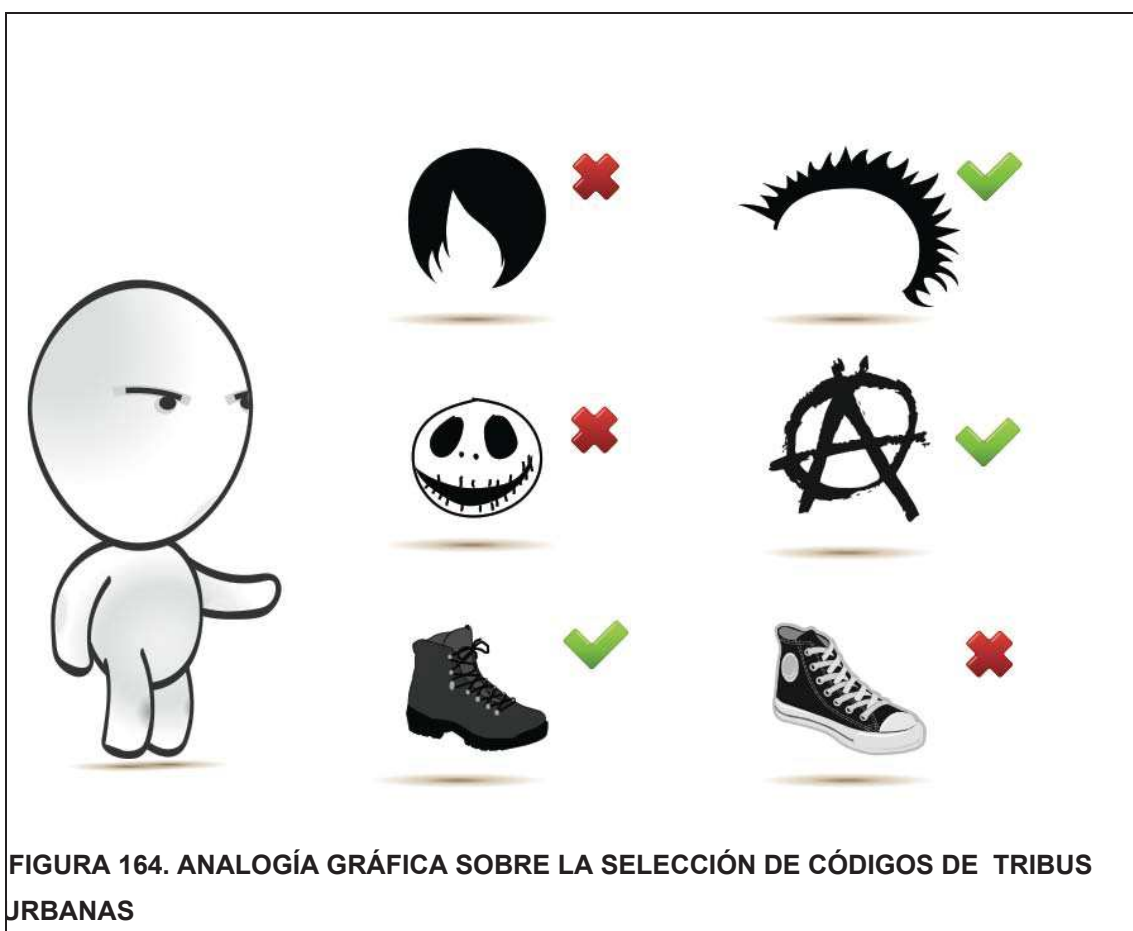 FIGURA 164. ANALOGÍA GRÁFICA SOBRE LA SELECCIÓN DE CÓDIGOS DE TRIBUS
URBANAS